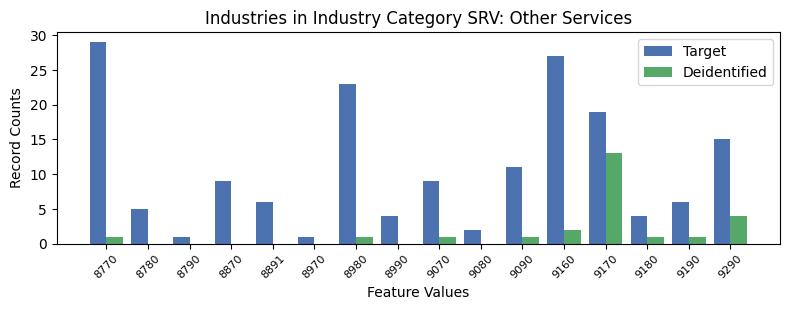 Industries in Industry Category SRV: Other Services
Record Counts
30
25
20
15
10
5
0
Target
Deidentified
8770 8780 8790 8870 8891 8970 8980 8990 9070 9080 9090 9160 9170 9180 9190 9290
Feature Values